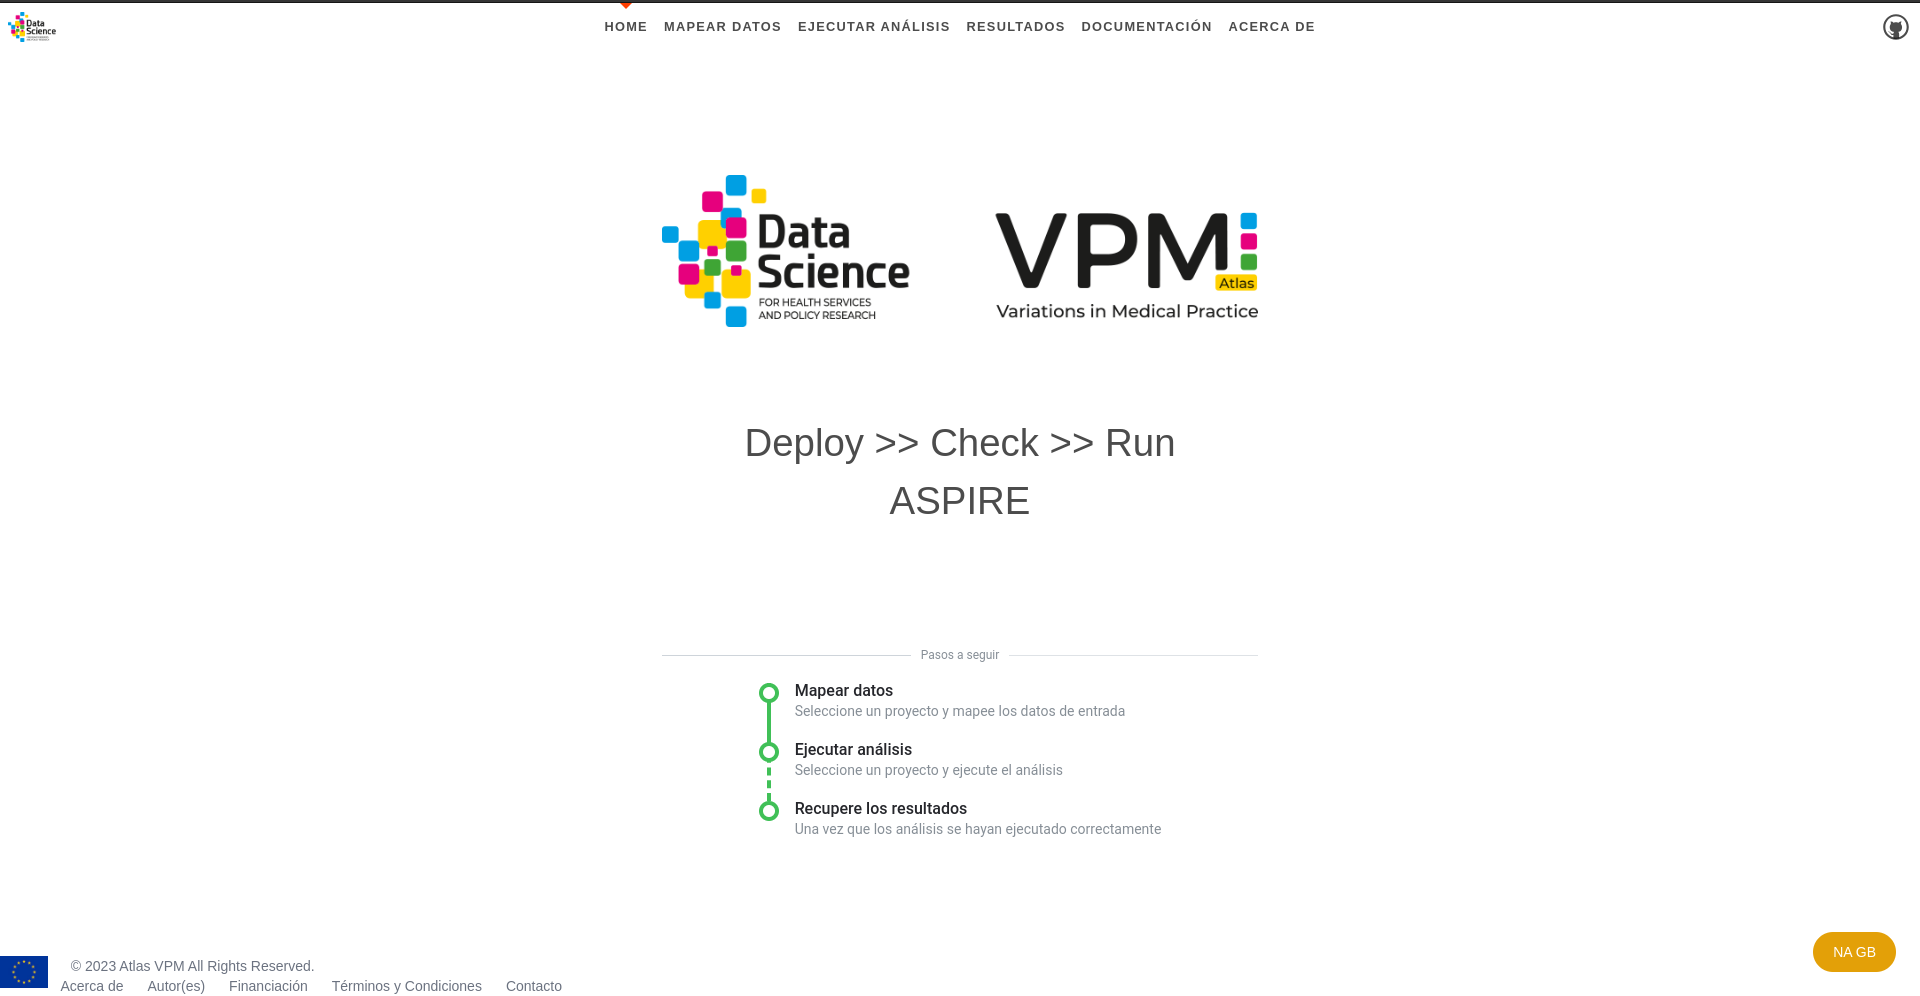 Data
Science
HOME MAPEAR DATOS EJECUTAR ANÁLISIS RESULTADOS DOCUMENTACIÓN ACERCA DE
Data
Science
FOR HEALTH SERVICES
AND POLICY RESEARCH
VPM
Atlas
Variations in Medical Practice
Deploy >> Check >> Run
ASPIRE
Pasos a seguir
Mapear datos
Seleccione un proyecto y mapee los datos de entrada
Ejecutar análisis
Seleccione un proyecto y ejecute el análisis
Recupere los resultados
Una vez que los análisis se hayan ejecutado correctamente
NA GB
© 2023 Atlas VPM All Rights Reserved.
Acerca de Autor(es) Financiación Términos y Condiciones Contacto